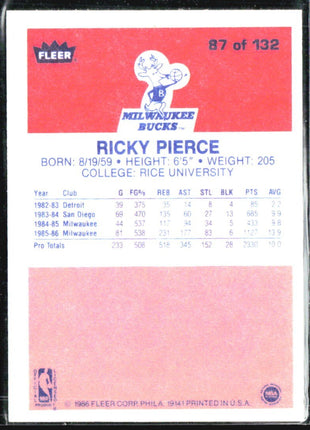 FLEER
87 of 132
B
MILWAUKEE
BUCKS™
RICKY PIERCE
BORN: 8/19/59 • HEIGHT: 6'5" • WEIGHT: 205
COLLEGE: RICE UNIVERSITY
Year Club G FG% REB AST STL BLK PTS AVG
1982-83 Detroit 39 375 35 14 8 4 85 2.2
1983-84 San Diego 69 470 135 60 27 13 685 9.9
1984-85 Milwaukee 44 537 117 94 34 5 433 9.8
1985-86 Milwaukee 81 538 231 177 83 6 1127 13.9
Pro Totals 233 508 518 345 152 28 2330 10.0
NBA
© 1986 FLEER CORP. PHILA. 19141 PRINTED IN U.S.A.